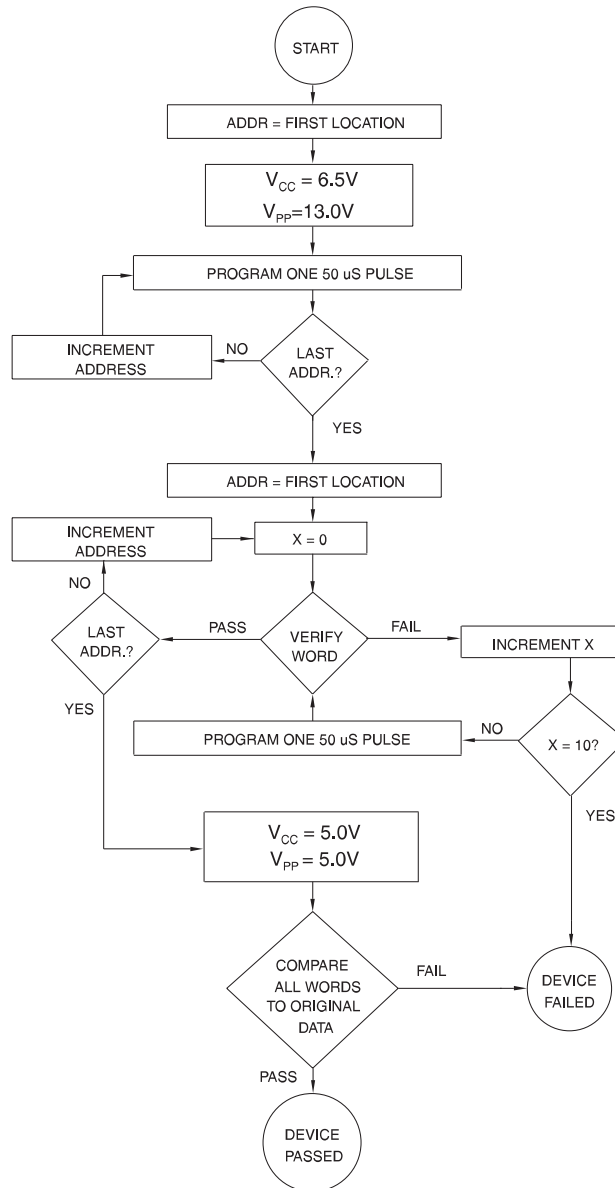 START
ADDR = FIRST LOCATION
VCC = 6.5V
VPP=13.0V
PROGRAM ONE 50 uS PULSE
INCREMENT
ADDRESS
NO
LAST
ADDR.?
YES
ADDR = FIRST LOCATION
INCREMENT
ADDRESS
X = 0
NO
LAST
ADDR.?
PASS
VERIFY
WORD
FAIL
INCREMENT X
YES
PROGRAM ONE 50 uS PULSE
NO
X = 10?
YES
VCC = 5.0V
VPP = 5.0V
COMPARE
ALL WORDS
TO ORIGINAL
DATA
FAIL
DEVICE
FAILED
PASS
DEVICE
PASSED